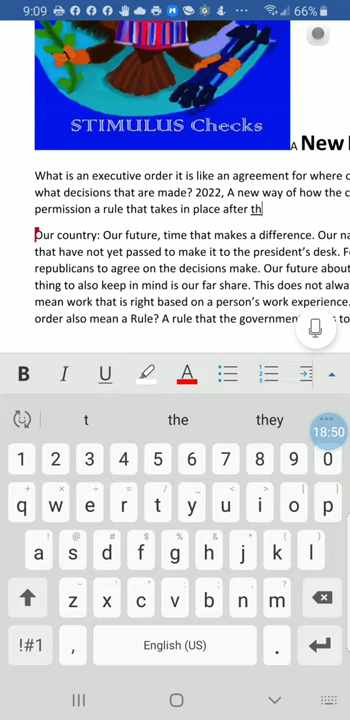 9:09 66%
STIMULUS Checks
A New
What is an executive order it is like an agreement for where
what decisions that are made? 2022, A new way of how the
permission a rule that takes in place after th
Our country: Our future, time that makes a difference. Our
that have not yet passed to make it to the president's desk.
republicans to agree on the decisions make. Our future about
thing to also keep in mind is our fair share. This does not
mean work that is right based on a person's work experience.
order also mean a Rule? A rule that the to
B I U A
t the they
18:50
1 2 3 4 5 6 7 8 9 0
q w e r t y u i o p
a s d f g h j k l
z x c v b n m
!#1 , English (US) .